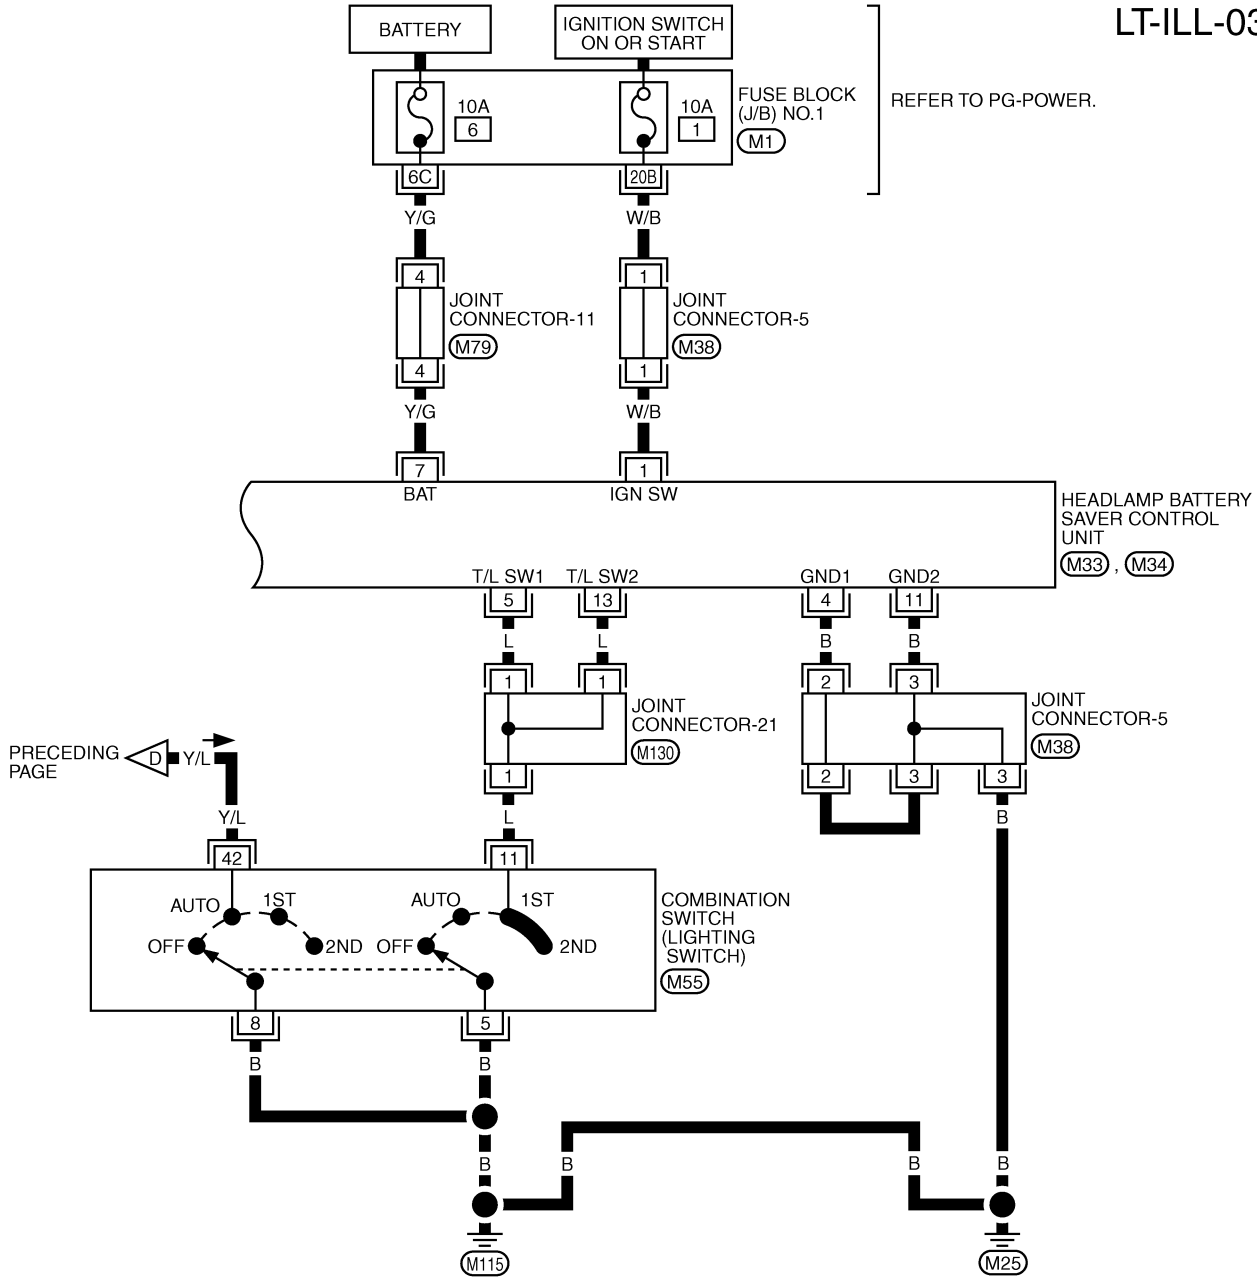 LT-ILL-03
BATTERY
IGNITION SWITCH
ON OR START
10A
6
10A
1
FUSE BLOCK
(J/B) NO.1
M1
REFER TO PG-POWER.
6C
20B
Y/G
W/B
4
1
JOINT
CONNECTOR-11
M79
JOINT
CONNECTOR-5
M38
4
1
Y/G
W/B
7
1
BAT
IGN SW
HEADLAMP BATTERY
SAVER CONTROL
UNIT
M33 , M34
T/L SW1
T/L SW2
GND1
GND2
5
13
4
11
L
L
B
B
1
1
2
3
JOINT
CONNECTOR-21
M130
JOINT
CONNECTOR-5
M38
PRECEDING
PAGE
D
Y/L
1
2
3
3
Y/L
L
B
42
11
AUTO
1ST
OFF
2ND
AUTO
1ST
OFF
2ND
COMBINATION
SWITCH
(LIGHTING
SWITCH)
M55
8
5
B
B
B
B
B
B
M115
M25